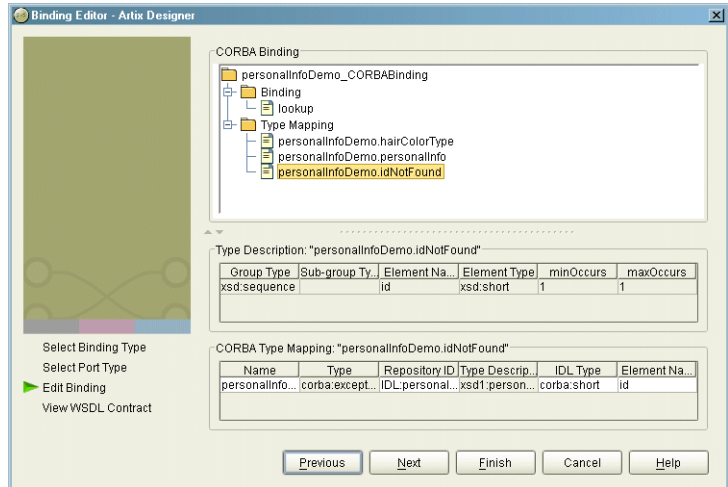 Binding Editor - Artix Designer
CORBA Binding
personalInfoDemo_CORBABinding
Binding
lookup
Type Mapping
personalInfoDemo.hairColorType
personalInfoDemo.personalInfo
personalInfoDemo.idNotFound
Type Description: "personalInfoDemo.idNotFound"
Group Type Sub-group Ty... Element Na... Element Type minOccurs maxOccurs
xsd:sequence id xsd:short 1 1
Select Binding Type
Select Port Type
Edit Binding
View WSDL Contract
CORBA Type Mapping: "personalInfoDemo.idNotFound"
Name Type Repository ID Type Descrip... IDL Type Element Na...
personalInfo... corba:except... IDL:personal... xsd1:person... corba:short id
Previous Next Finish Cancel Help